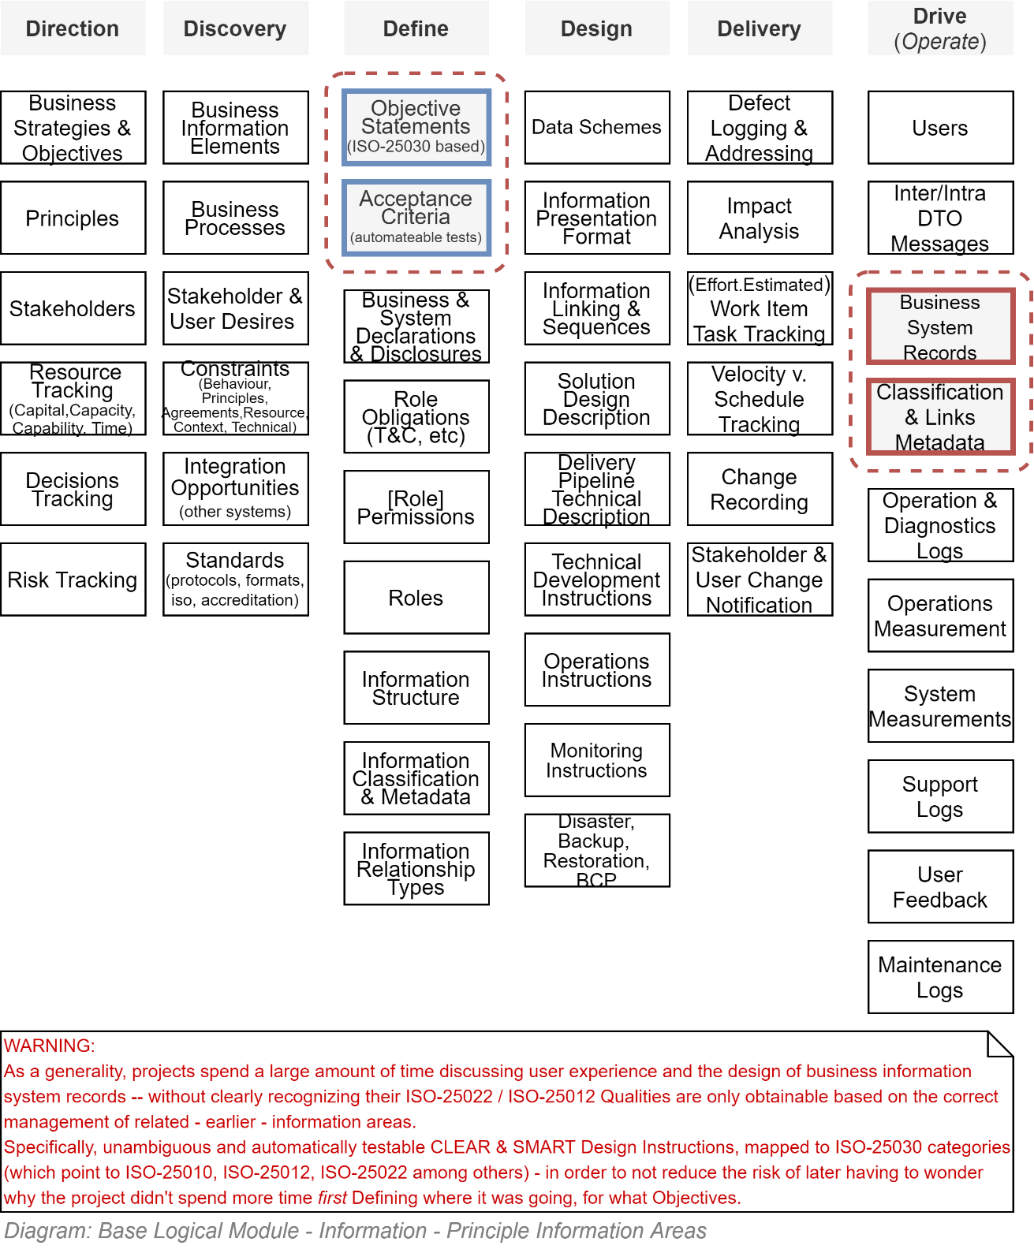 Direction
Discovery
Define
Design
Delivery
Drive
(Operate)
Business
Strategies &
Objectives
Principles
Stakeholders
Resource
Tracking
(Capital,Capacity,
Capability. Time)
Decisions
Tracking
Risk Tracking
Business
Information
Elements
Business
Processes
Stakeholder &
User Desires
Constraints
(Behaviour,
Principles,
Agreements,Resource,
Context, Technical)
Integration
Opportunities
(other systems)
Standards
(protocols, formats,
iso, accreditation)
Objective
Statements
(ISO-25030 based)
Acceptance
Criteria
(automateable tests)
Business &
System
Declarations
& Disclosures
Role
Obligations
(T&C, etc)
[Role]
Permissions
Roles
Information
Structure
Information
Classification
& Metadata
Information
Relationship
Types
Data Schemes
Information
Presentation
Format
Information
Linking &
Sequences
Solution
Design
Description
Delivery
Pipeline
Technical
Description
Technical
Development
Instructions
Operations
Instructions
Monitoring
Instructions
Disaster,
Backup,
Restoration,
BCP
Defect
Logging &
Addressing
Impact
Analysis
(Effort.Estimated)
Work Item
Task Tracking
Velocity v.
Schedule
Tracking
Change
Recording
Stakeholder &
User Change
Notification
Users
Inter/Intra
DTO
Messages
Business
System
Records
Classification
& Links
Metadata
Operation &
Diagnostics
Logs
Operations
Measurement
System
Measurements
Support
Logs
User
Feedback
Maintenance
Logs
WARNING:
As a generality, projects spend a large amount of time discussing user experience and the design of business information
system records -- without clearly recognizing their ISO-25022 / ISO-25012 Qualities are only obtainable based on the correct
management of related - earlier - information areas.
Specifically, unambiguous and automatically testable CLEAR & SMART Design Instructions, mapped to ISO-25030 categories
(which point to ISO-25010, ISO-25012, ISO-25022 among others) - in order to not reduce the risk of later having to wonder
why the project didn't spend more time first Defining where it was going, for what Objectives.
Diagram: Base Logical Module - Information - Principle Information Areas